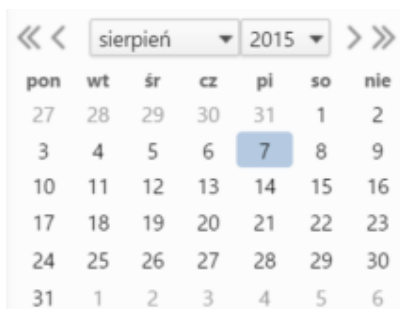 sierpień 2015
pon wt śr cz pi so nie
27 28 29 30 31 1 2
3 4 5 6 7 8 9
10 11 12 13 14 15 16
17 18 19 20 21 22 23
24 25 26 27 28 29 30
31 1 2 3 4 5 6